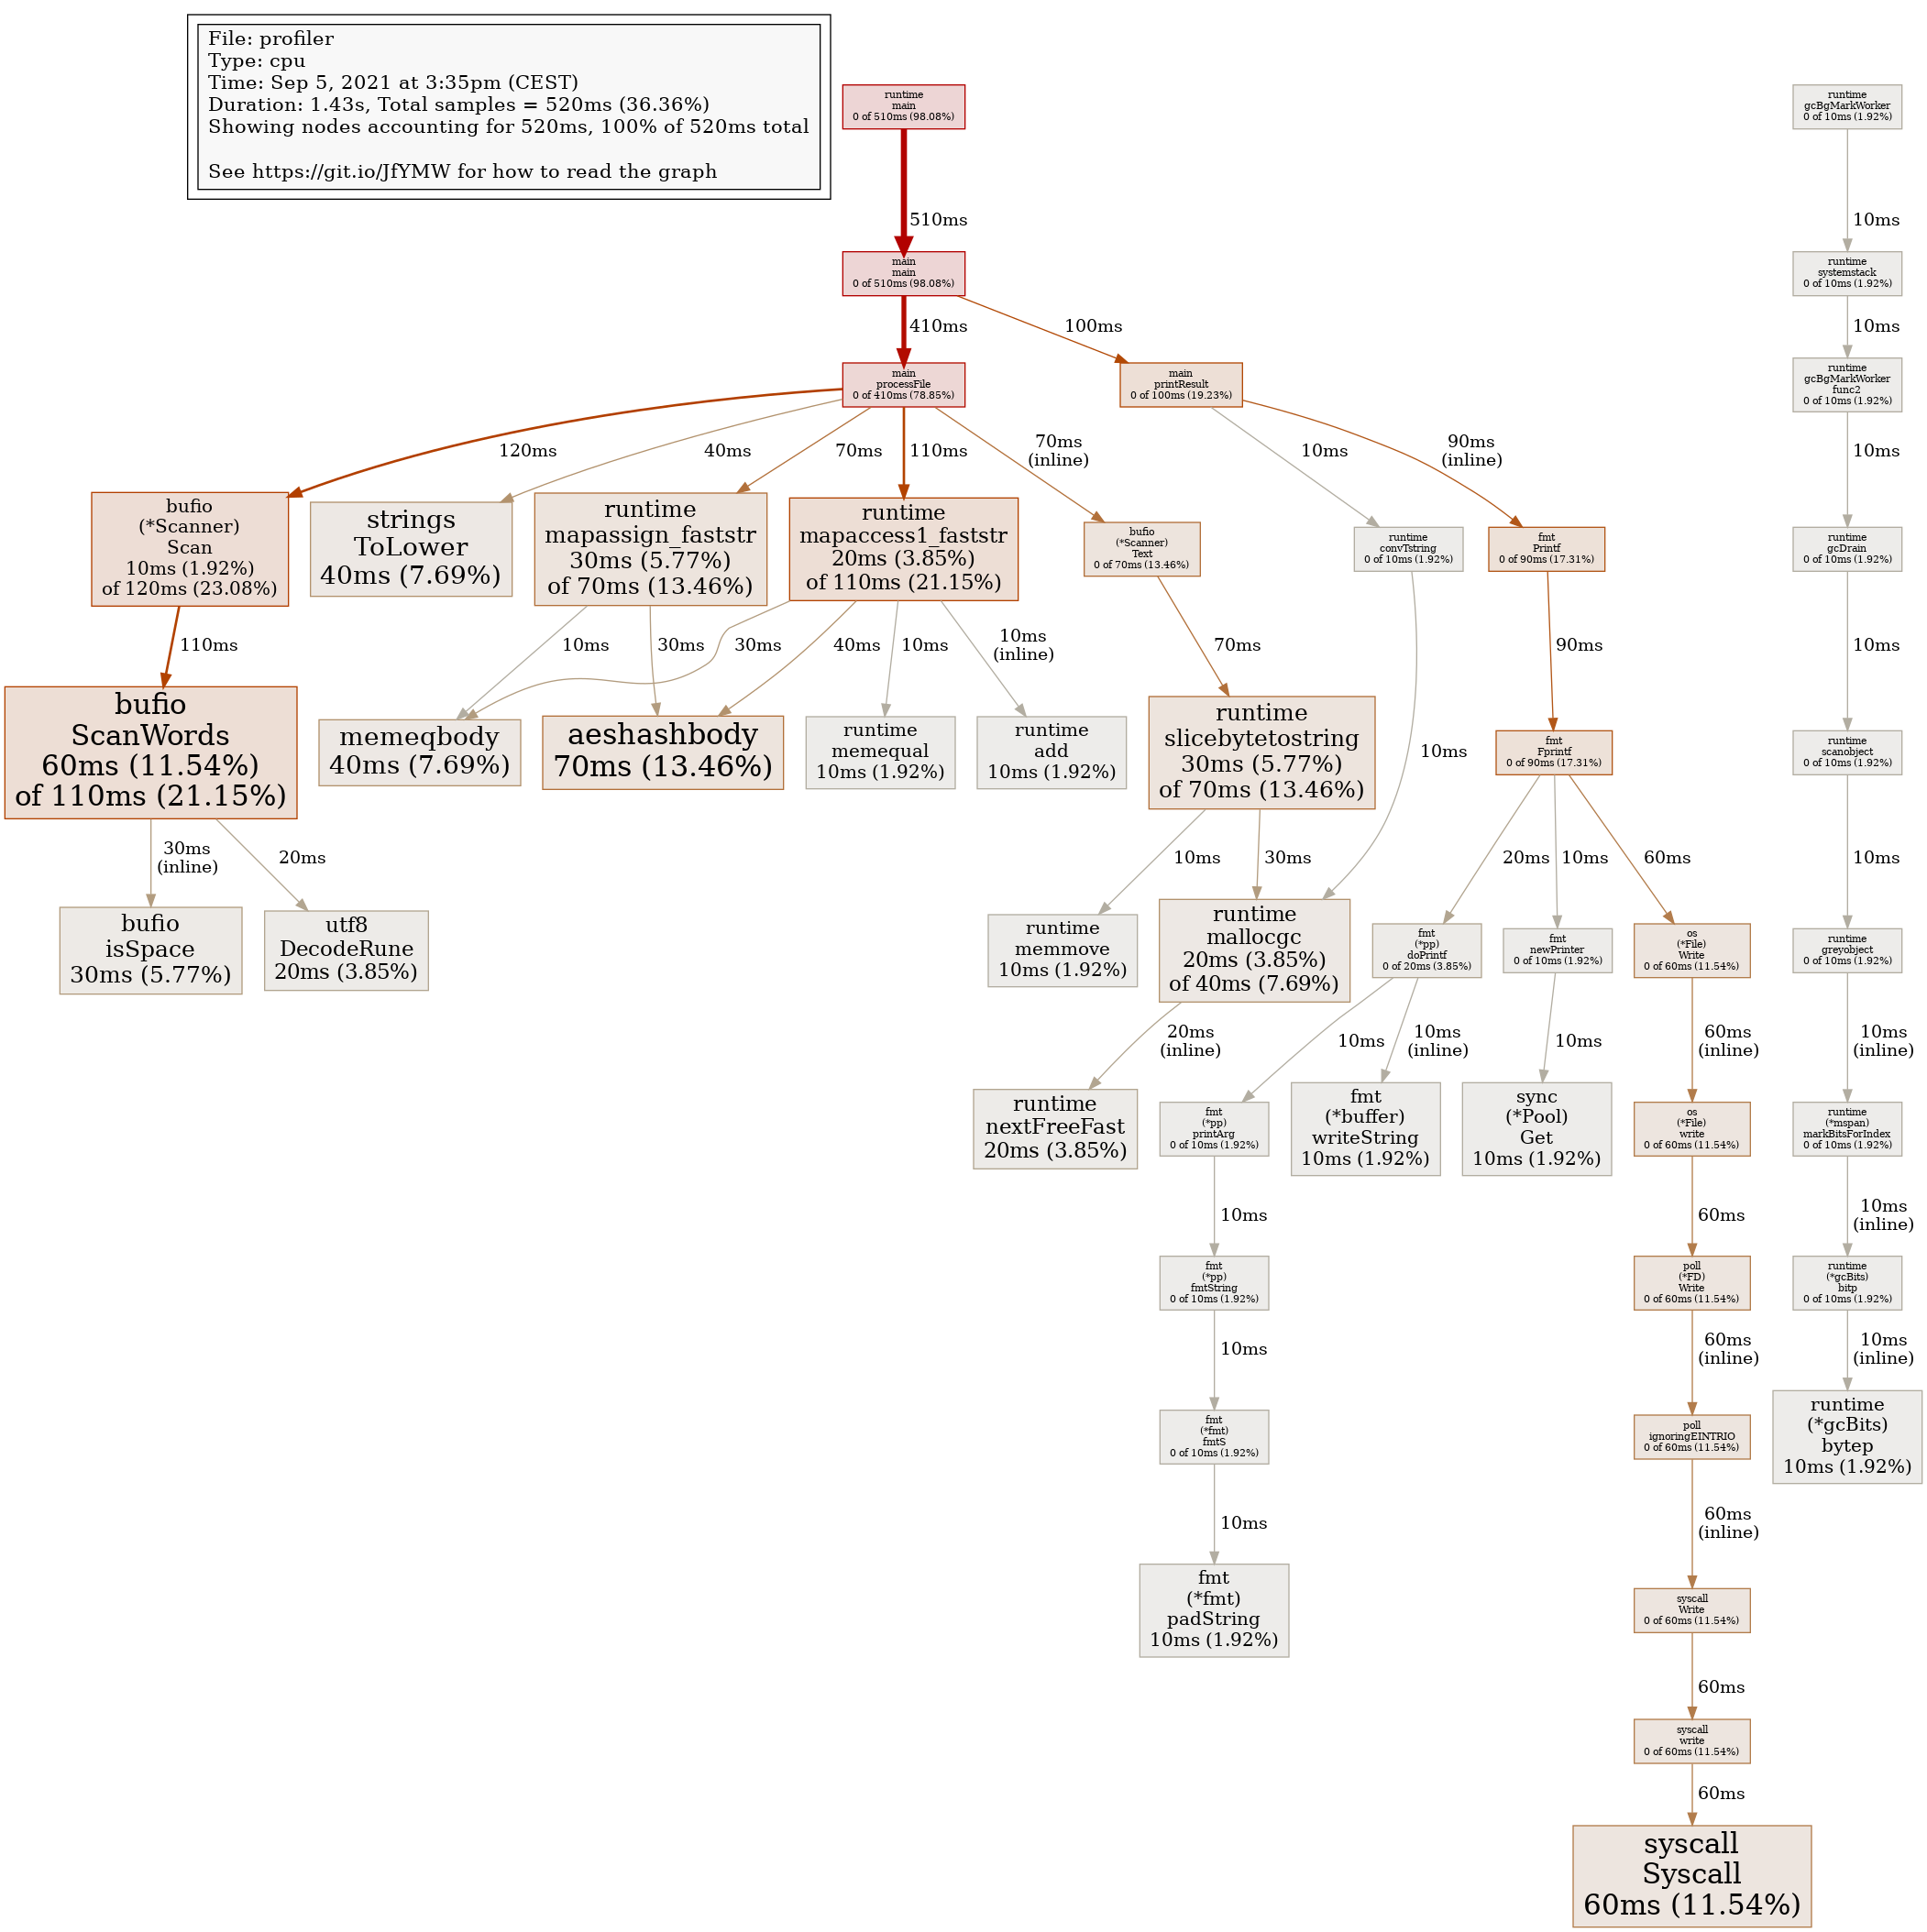 File: profiler
Type: cpu
Time: Sep 5, 2021 at 3:35pm (CEST)
Duration: 1.43s, Total samples = 520ms (36.36%)
Showing nodes accounting for 520ms, 100% of 520ms total
See https://git.io/JfYMW for how to read the graph
runtime
main
0 of 510ms (98.08%)
runtime
gcBgMarkWorker
0 of 10ms (1.92%)
510ms
10ms
main
main
0 of 510ms (98.08%)
runtime
systemstack
0 of 10ms (1.92%)
410ms
100ms
10ms
main
processFile
0 of 410ms (78.85%)
main
printResult
0 of 100ms (19.23%)
runtime
gcBgMarkWorker
func2
0 of 10ms (1.92%)
120ms
40ms
70ms
110ms
70ms
(inline)
10ms
90ms
(inline)
10ms
bufio
(*Scanner)
Scan
10ms (1.92%)
of 120ms (23.08%)
strings
ToLower
40ms (7.69%)
runtime
mapassign_faststr
30ms (5.77%)
of 70ms (13.46%)
runtime
mapaccess1_faststr
20ms (3.85%)
of 110ms (21.15%)
bufio
(*Scanner)
Text
0 of 70ms (13.46%)
runtime
convTstring
0 of 10ms (1.92%)
fmt
Printf
0 of 90ms (17.31%)
runtime
gcDrain
0 of 10ms (1.92%)
110ms
10ms
30ms
30ms
40ms
10ms
10ms
(inline)
70ms
10ms
90ms
10ms
bufio
ScanWords
60ms (11.54%)
of 110ms (21.15%)
memeqbody
40ms (7.69%)
aeshashbody
70ms (13.46%)
runtime
memequal
10ms (1.92%)
runtime
add
10ms (1.92%)
runtime
slicebytetostring
30ms (5.77%)
of 70ms (13.46%)
fmt
Fprintf
0 of 90ms (17.31%)
runtime
scanobject
0 of 10ms (1.92%)
30ms
(inline)
20ms
10ms
30ms
20ms
10ms
60ms
10ms
bufio
isSpace
30ms (5.77%)
utf8
DecodeRune
20ms (3.85%)
runtime
memmove
10ms (1.92%)
runtime
mallocgc
20ms (3.85%)
of 40ms (7.69%)
fmt
(*pp)
doPrintf
0 of 20ms (3.85%)
fmt
newPrinter
0 of 10ms (1.92%)
os
(*File)
Write
0 of 60ms (11.54%)
runtime
greyobject
0 of 10ms (1.92%)
20ms
(inline)
10ms
10ms
(inline)
10ms
60ms
(inline)
10ms
(inline)
runtime
nextFreeFast
20ms (3.85%)
fmt
(*pp)
printArg
0 of 10ms (1.92%)
fmt
(*buffer)
writeString
10ms (1.92%)
sync
(*Pool)
Get
10ms (1.92%)
os
(*File)
write
0 of 60ms (11.54%)
runtime
(*mspan)
markBitsForIndex
0 of 10ms (1.92%)
10ms
60ms
10ms
(inline)
fmt
(*pp)
fmtString
0 of 10ms (1.92%)
poll
(*FD)
Write
0 of 60ms (11.54%)
runtime
(*gcBits)
bitp
0 of 10ms (1.92%)
10ms
60ms
(inline)
10ms
(inline)
fmt
(*fmt)
fmtS
0 of 10ms (1.92%)
poll
ignoringEINTRIO
0 of 60ms (11.54%)
runtime
(*gcBits)
bytep
10ms (1.92%)
10ms
60ms
(inline)
fmt
(*fmt)
padString
10ms (1.92%)
syscall
Write
0 of 60ms (11.54%)
60ms
syscall
write
0 of 60ms (11.54%)
60ms
syscall
Syscall
60ms (11.54%)